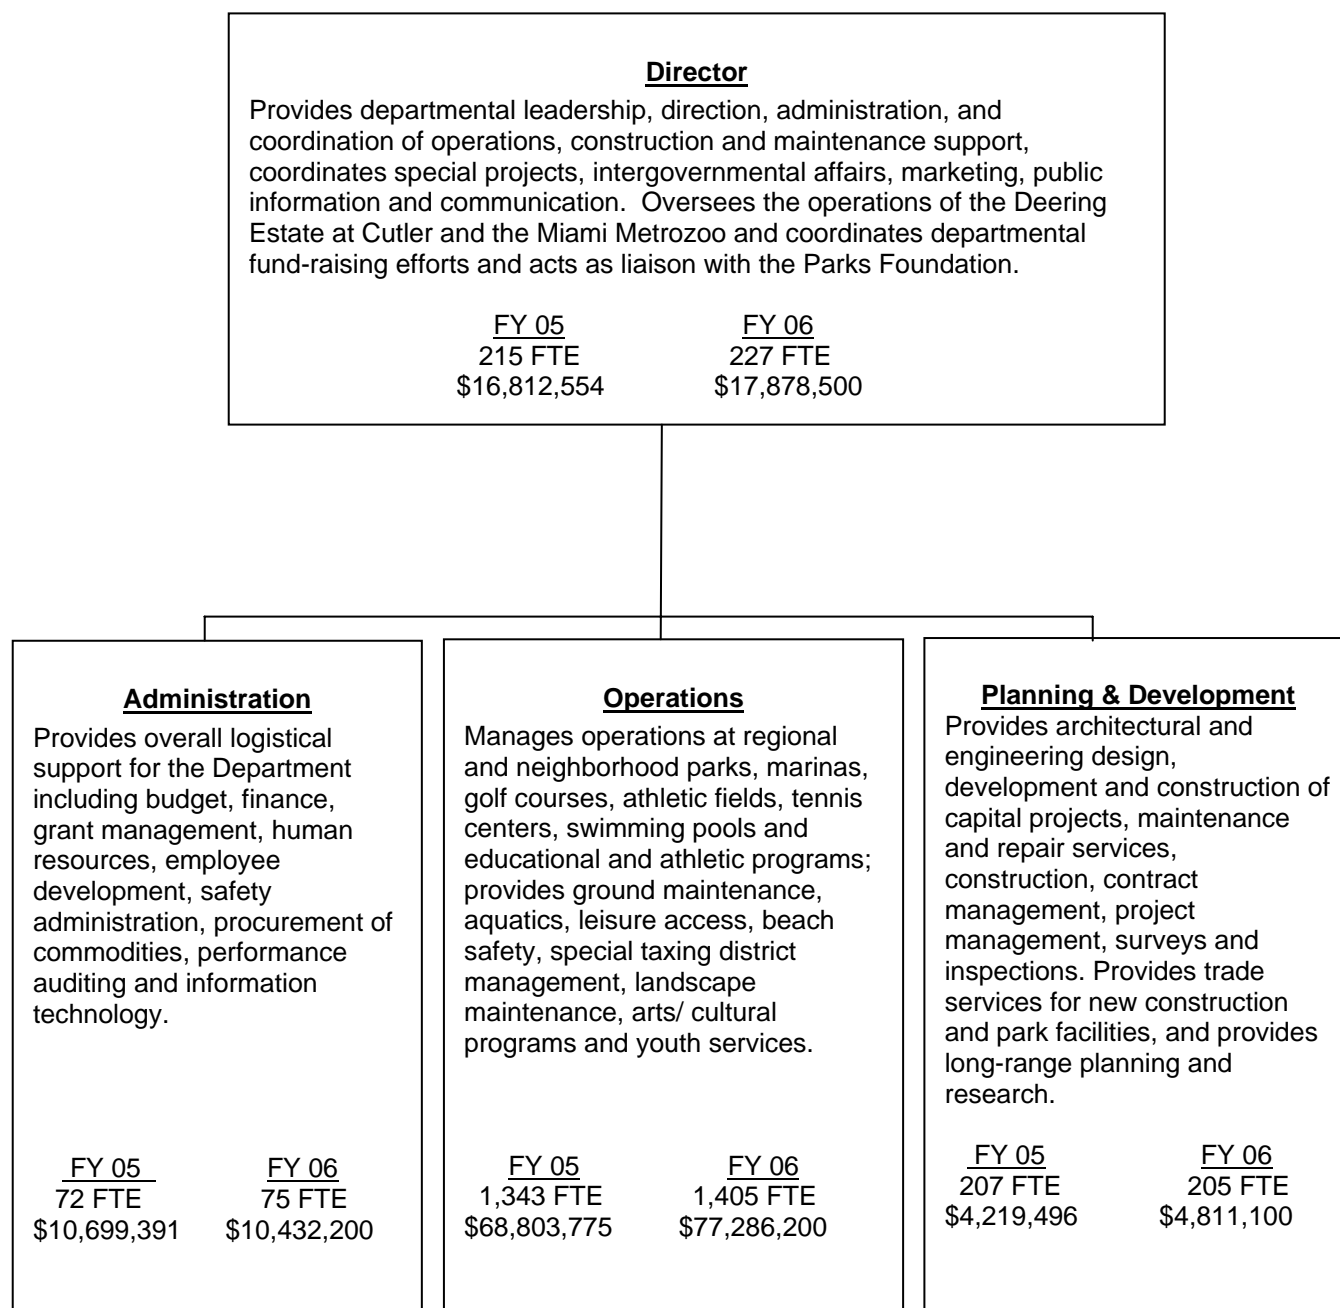 Director
Provides departmental leadership, direction, administration, and
coordination of operations, construction and maintenance support,
coordinates special projects, intergovernmental affairs, marketing, public
information and communication.  Oversees the operations of the Deering
Estate at Cutler and the Miami Metrozoo and coordinates departmental
fund-raising efforts and acts as liaison with the Parks Foundation.
FY 05 FY 06
215 FTE 227 FTE
$16,812,554 $17,878,500
Administration
Provides overall logistical
support for the Department
including budget, finance,
grant management, human
resources, employee
development, safety
administration, procurement of
commodities, performance
auditing and information
technology.
FY 05 FY 06
72 FTE 75 FTE
$10,699,391 $10,432,200
Operations
Manages operations at regional
and neighborhood parks, marinas,
golf courses, athletic fields, tennis
centers, swimming pools and
educational and athletic programs;
provides ground maintenance,
aquatics, leisure access, beach
safety, special taxing district
management, landscape
maintenance, arts/ cultural
programs and youth services.
FY 05 FY 06
1,343 FTE 1,405 FTE
$68,803,775 $77,286,200
Planning & Development
Provides architectural and
engineering design,
development and construction of
capital projects, maintenance
and repair services,
construction, contract
management, project
management, surveys and
inspections. Provides trade
services for new construction
and park facilities, and provides
long-range planning and
research.
FY 05 FY 06
207 FTE 205 FTE
$4,219,496 $4,811,100